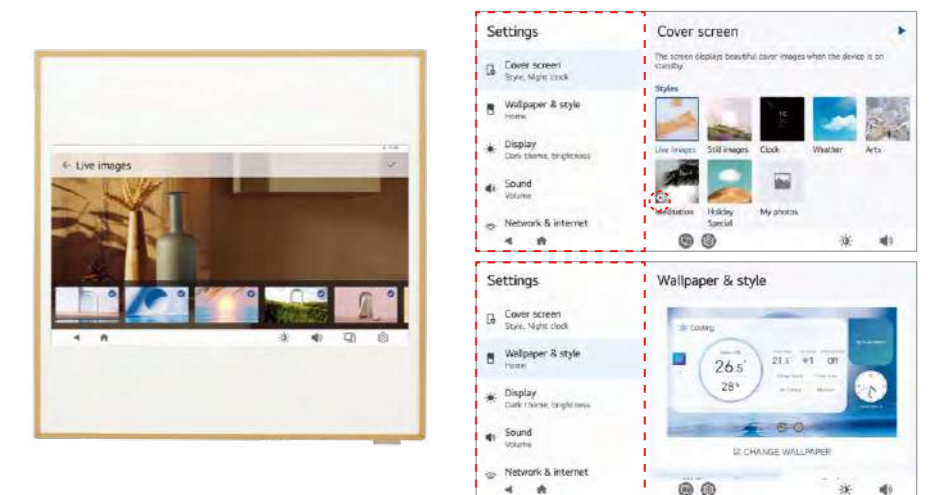 ← Live images
Settings
Cover screen
Style, Night clock
Wallpaper & style
Home
Display
Dark theme, brightness
Sound
Volume
Network & internet
Cover screen
The screen displays beautiful cover images when the device is on
standby.
Styles
Live images
Still images
Clock
Weather
Arts
Meditation
Holiday
Special
My photos
Settings
Cover screen
Style, Night clock
Wallpaper & style
Home
Display
Dark theme, brightness
Sound
Volume
Network & internet
Wallpaper & style
Cooling
26.5°
28°
21.5
Off
CHANGE WALLPAPER